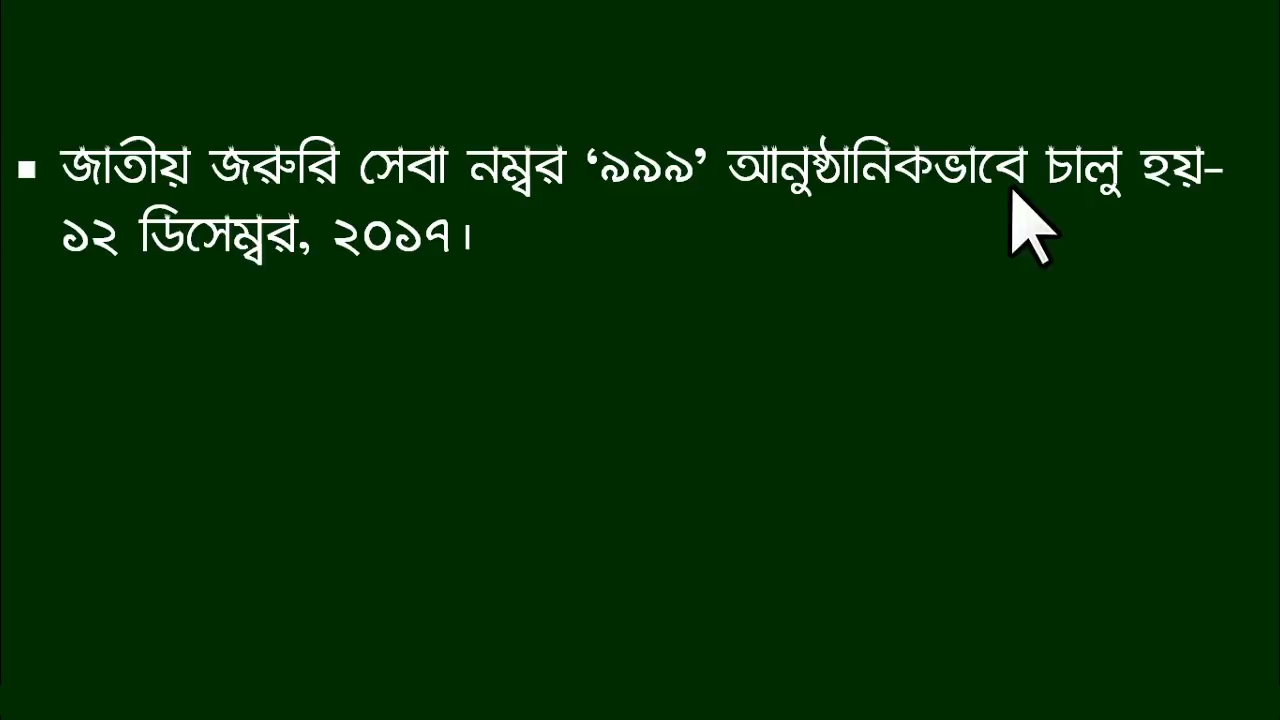 ▪ জাতীয় জরুরি সেবা নম্বর ‘৯৯৯’ আনুষ্ঠানিকভাবে চালু হয়-
১২ ডিসেম্বর, ২০১৭।